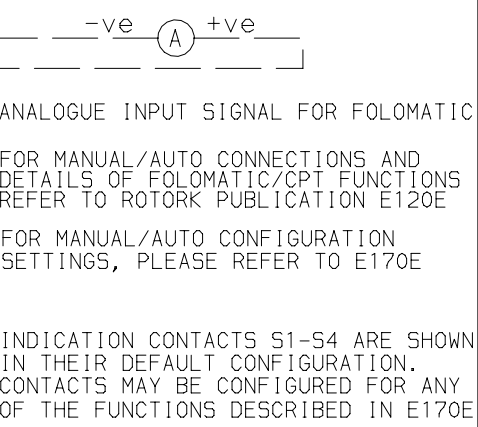 -ve A +ve
ANALOGUE INPUT SIGNAL FOR FOLOMATIC
FOR MANUAL/AUTO CONNECTIONS AND
DETAILS OF FOLOMATIC/CPT FUNCTIONS
REFER TO ROTORK PUBLICATION E120E
FOR MANUAL/AUTO CONFIGURATION
SETTINGS, PLEASE REFER TO E170E
INDICATION CONTACTS S1-S4 ARE SHOWN
IN THEIR DEFAULT CONFIGURATION.
CONTACTS MAY BE CONFIGURED FOR ANY
OF THE FUNCTIONS DESCRIBED IN E170E